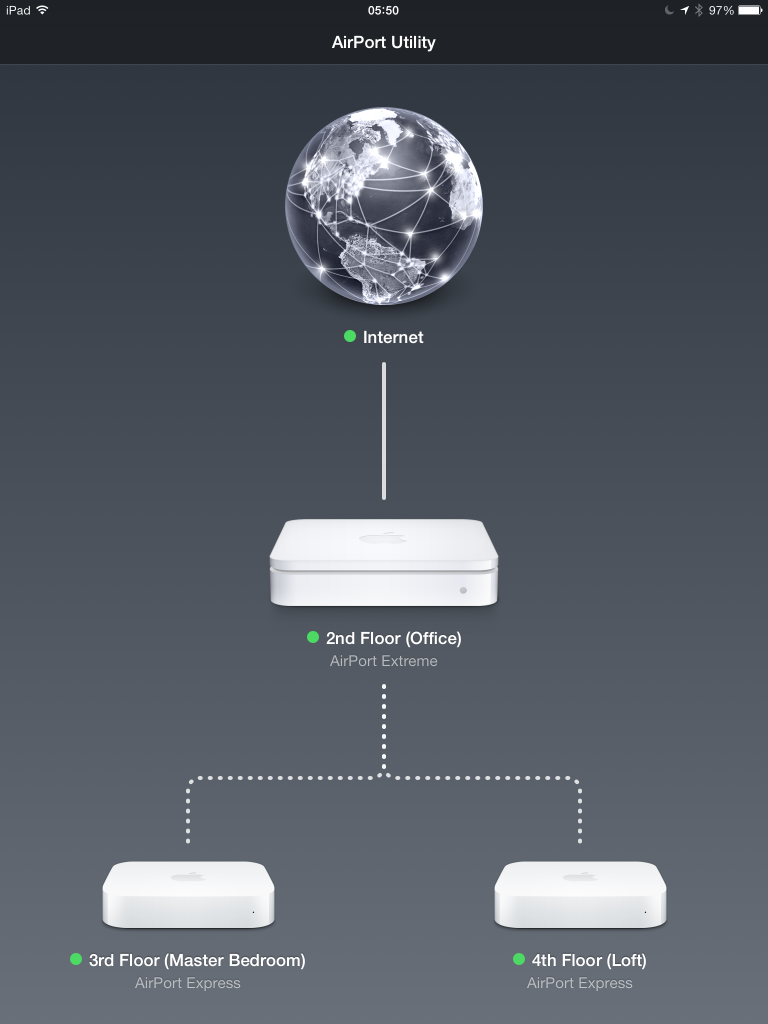 iPad 05:50 97%
AirPort Utility
Internet
2nd Floor (Office)
AirPort Extreme
3rd Floor (Master Bedroom)
AirPort Express
4th Floor (Loft)
AirPort Express